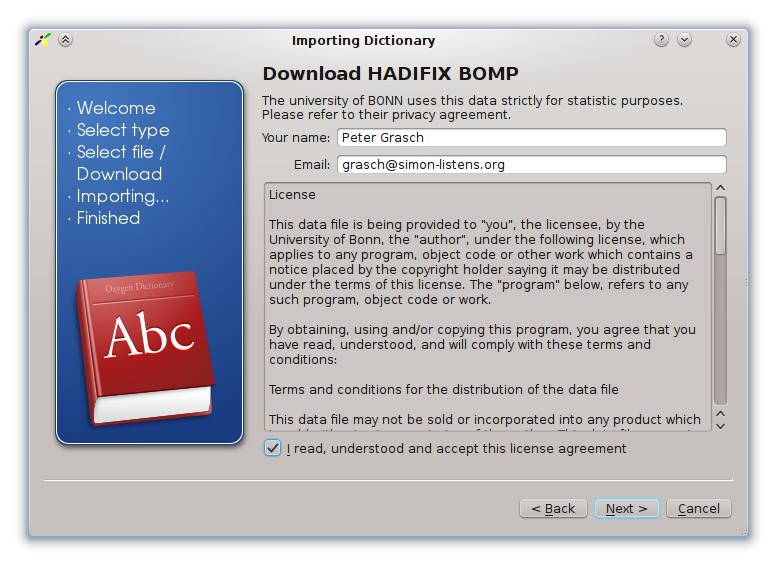 Importing Dictionary
· Welcome
· Select type
· Select file /
Download
· Importing...
· Finished
Oxygen Dictionary
Abc
Download HADIFIX BOMP
The university of BONN uses this data strictly for statistic purposes.
Please refer to their privacy agreement.
Your name: Peter Grasch
Email: grasch@simon-listens.org
License
This data file is being provided to "you", the licensee, by the
University of Bonn, the "author", under the following license, which
applies to any program, object code or other work which contains a
notice placed by the copyright holder saying it may be distributed
under the terms of this license. The "program" below, refers to any
such program, object code or work.
By obtaining, using and/or copying this program, you agree that you
have read, understood, and will comply with these terms and
conditions:
Terms and conditions for the distribution of the data file
This data file may not be sold or incorporated into any product which
I read, understood and accept this license agreement
< Back
Next >
Cancel